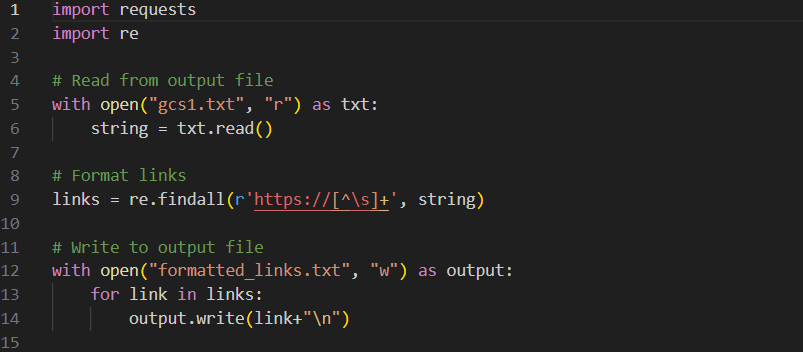 1 import requests
2 import re
3
4 # Read from output file
5 with open("gcs1.txt", "r") as txt:
6     string = txt.read()
7
8 # Format links
9 links = re.findall(r'https://[^\s]+', string)
10
11 # Write to output file
12 with open("formatted_links.txt", "w") as output:
13     for link in links:
14         output.write(link+"\n")
15